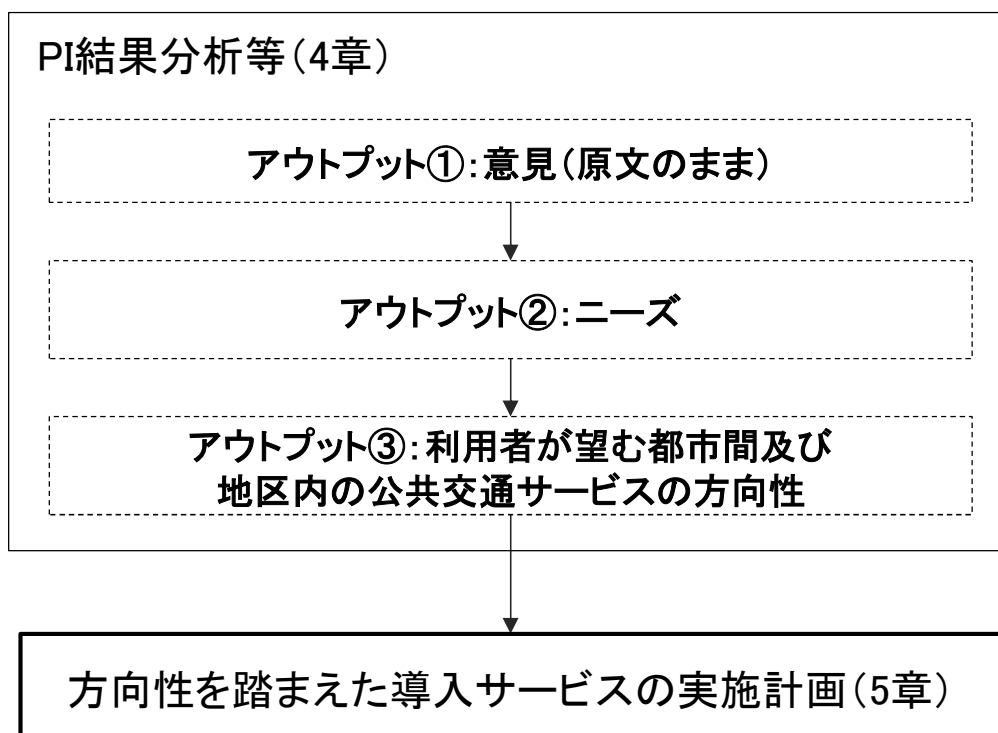 PI結果分析等(4章)
アウトプット①:意見(原文のまま)
アウトプット②:ニーズ
アウトプット③:利用者が望む都市間及び
地区内の公共交通サービスの方向性
方向性を踏まえた導入サービスの実施計画(5章)